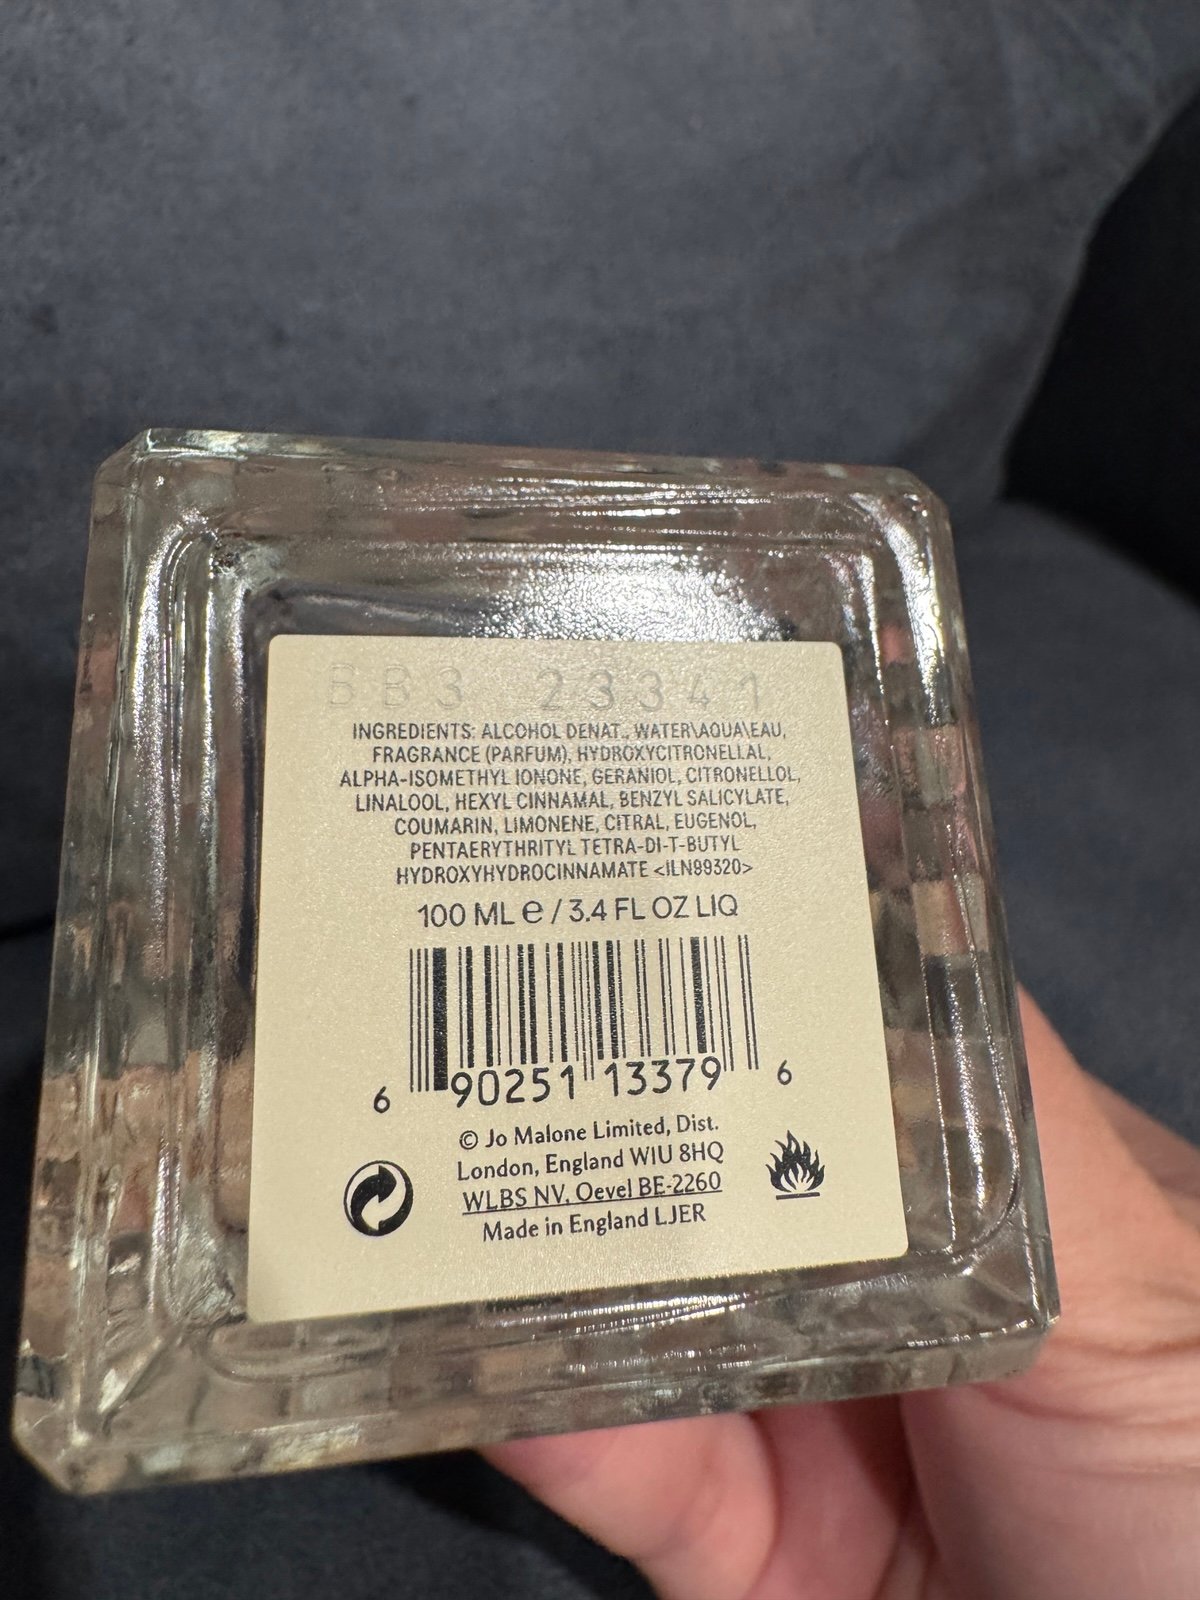 BB3 23341
INGREDIENTS: ALCOHOL DENAT., WATER\AQUA\EAU,
FRAGRANCE (PARFUM), HYDROXYCITRONELLAL,
ALPHA-ISOMETHYL IONONE, GERANIOL, CITRONELLOL,
LINALOOL, HEXYL CINNAMAL, BENZYL SALICYLATE,
COUMARIN, LIMONENE, CITRAL, EUGENOL,
PENTAERYTHRITYL TETRA-DI-T-BUTYL
HYDROXYHYDROCINNAMATE <ILN99320>
100 ML e / 3.4 FL OZ LIQ
6 90251 13379 6
© Jo Malone Limited, Dist.
London, England W1U 8HQ
WLBS NV, Oevel BE-2260
Made in England LJER